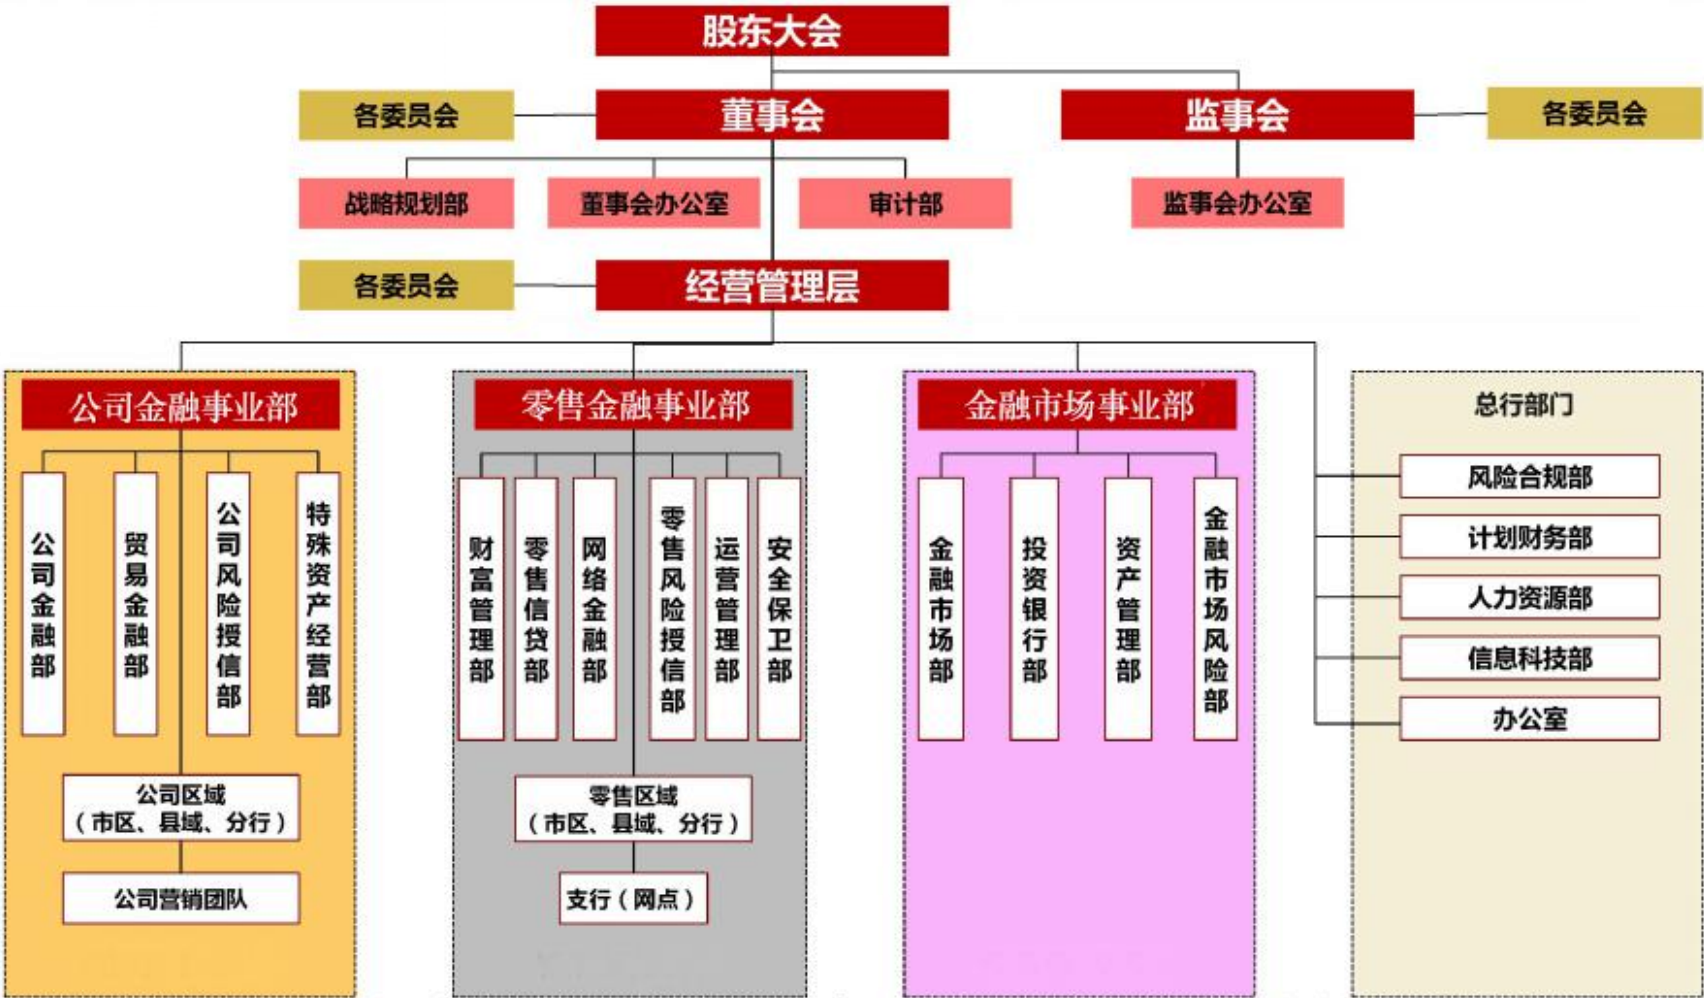 股东大会
各委员会
董事会
监事会
各委员会
战略规划部
董事会办公室
审计部
监事会办公室
各委员会
经营管理层
公司金融事业部
零售金融事业部
金融市场事业部
总行部门
公司金融部
贸易金融部
公司风险授信部
特殊资产经营部
公司区域
（市区、县域、分行）
公司营销团队
财富管理部
零售信贷部
网络金融部
零售风险授信部
运营管理部
安全保卫部
零售区域
（市区、县域、分行）
支行（网点）
金融市场部
投资银行部
资产管理部
金融市场风险部
风险合规部
计划财务部
人力资源部
信息科技部
办公室